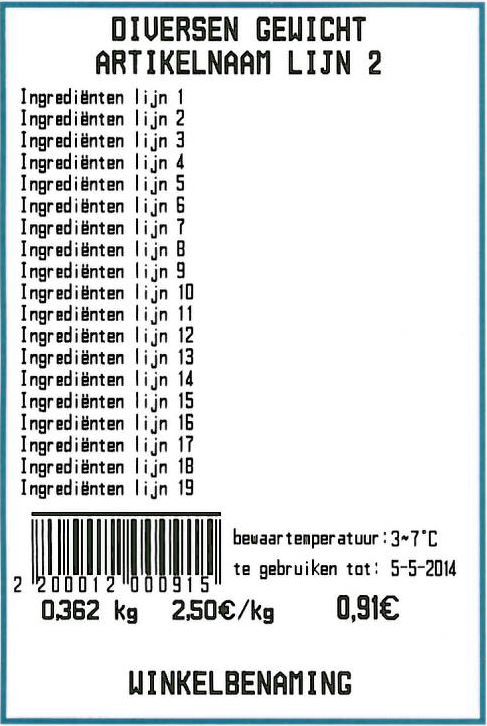 DIVERSEN GEWICHT
ARTIKELNAAM LIJN 2
Ingrediënten lijn 1
Ingrediënten lijn 2
Ingrediënten lijn 3
Ingrediënten lijn 4
Ingrediënten lijn 5
Ingrediënten lijn 6
Ingrediënten lijn 7
Ingrediënten lijn 8
Ingrediënten lijn 9
Ingrediënten lijn 10
Ingrediënten lijn 11
Ingrediënten lijn 12
Ingrediënten lijn 13
Ingrediënten lijn 14
Ingrediënten lijn 15
Ingrediënten lijn 16
Ingrediënten lijn 17
Ingrediënten lijn 18
Ingrediënten lijn 19
bewaartemperatuur:3~7°C
te gebruiken tot: 5-5-2014
2 200012 000915
0,362 kg 2,50€/kg 0,91€
WINKELBENAMING